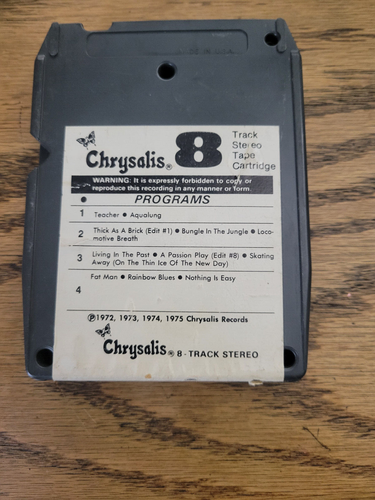 Chrysalis® 8 Track
Stereo
Tape
Cartridge
WARNING: It is expressly forbidden to copy or
reproduce this recording in any manner or form.
● PROGRAMS
1 Teacher ● Aqualung
2 Thick As A Brick (Edit #1) ● Bungle In The Jungle ● Loco-
motive Breath
3 Living In The Past ● A Passion Play (Edit #8) ● Skating
Away (On The Thin Ice Of The New Day)
4 Fat Man ● Rainbow Blues ● Nothing Is Easy
℗1972, 1973, 1974, 1975 Chrysalis Records
Chrysalis® 8-TRACK STEREO